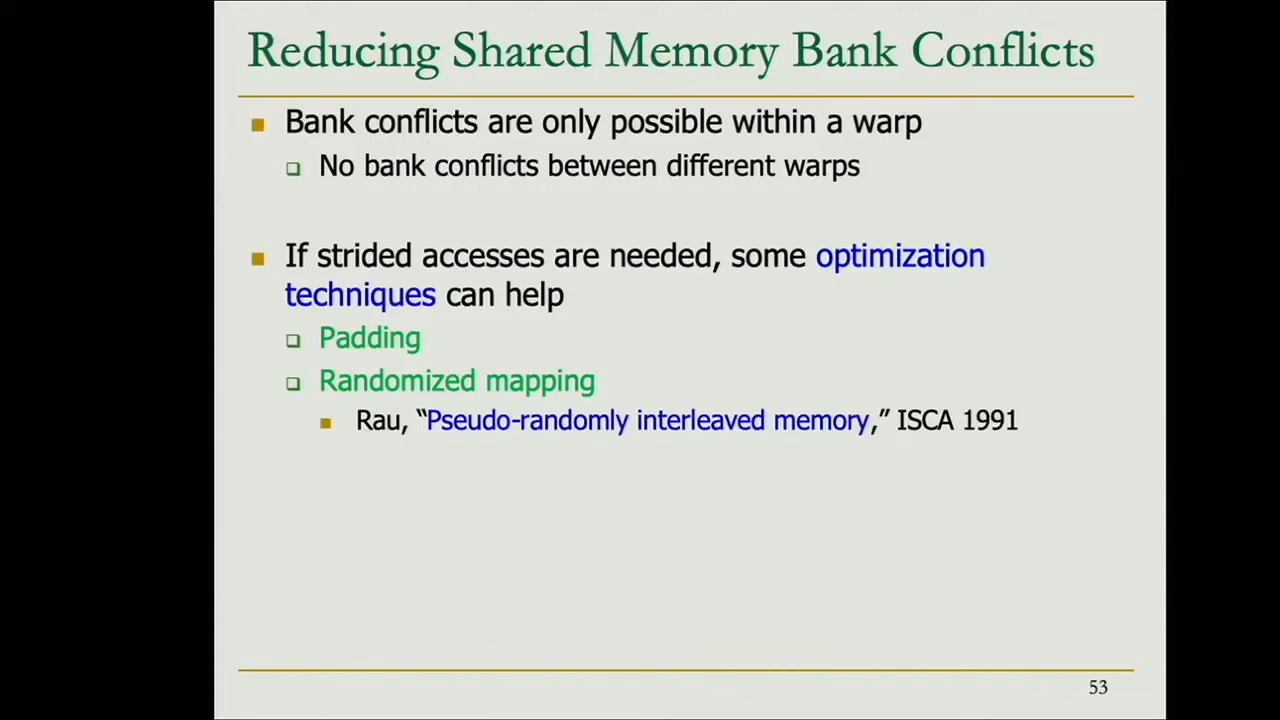 Reducing Shared Memory Bank Conflicts
Bank conflicts are only possible within a warp
No bank conflicts between different warps
If strided accesses are needed, some optimization
techniques can help
Padding
Randomized mapping
Rau, “Pseudo-randomly interleaved memory,” ISCA 1991
53